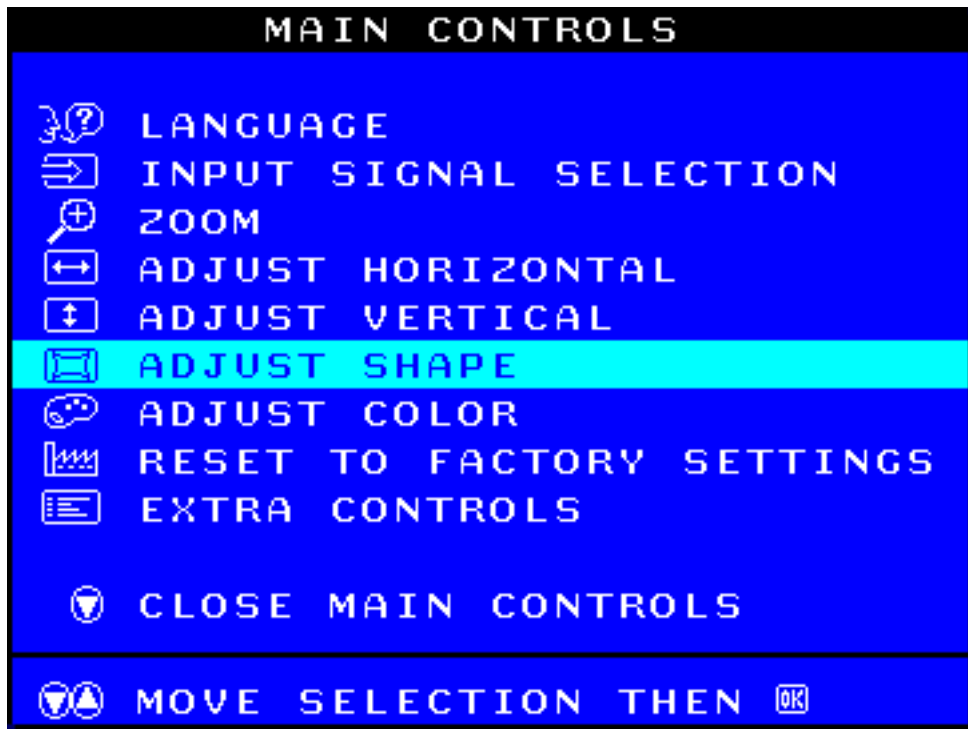 MAIN CONTROLS
LANGUAGE
INPUT SIGNAL SELECTION
ZOOM
ADJUST HORIZONTAL
ADJUST VERTICAL
ADJUST SHAPE
ADJUST COLOR
RESET TO FACTORY SETTINGS
EXTRA CONTROLS
CLOSE MAIN CONTROLS
MOVE SELECTION THEN OK